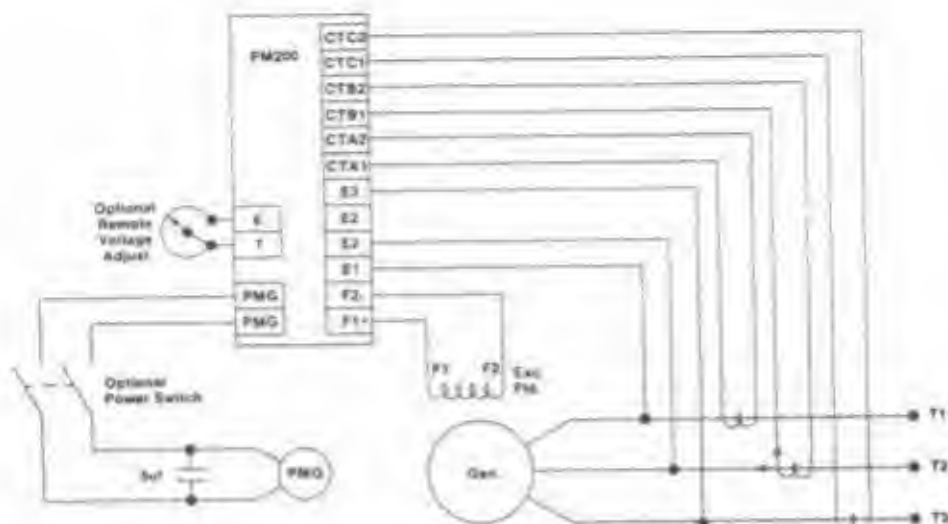 PM200
CTC2
CTC1
CTB2
CTB1
CTA2
CTA1
E3
E2
E2
E1
F2-
F1+
6
7
Optional
Remote
Voltage
Adjust
PMG
PMG
Optional
Power Switch
5uf
PMG
F1 F2
Exc
Fld.
Gen.
T1
T2
T3